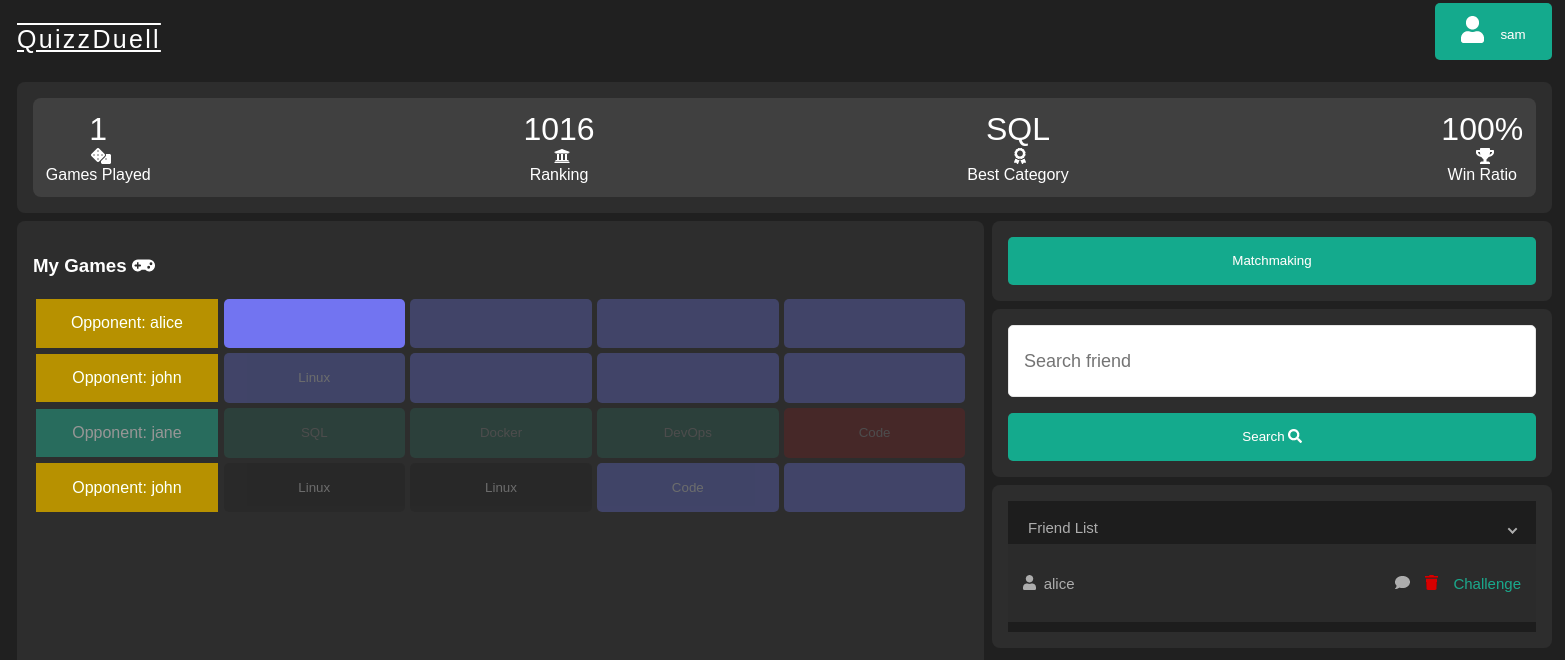 QuizzDuell
sam
1
Games Played
1016
Ranking
SQL
Best Category
100%
Win Ratio
My Games
Opponent: alice
Opponent: john
Linux
Opponent: jane
SQL
Docker
DevOps
Code
Opponent: john
Linux
Linux
Code
Matchmaking
Search friend
Search
Friend List
alice
Challenge